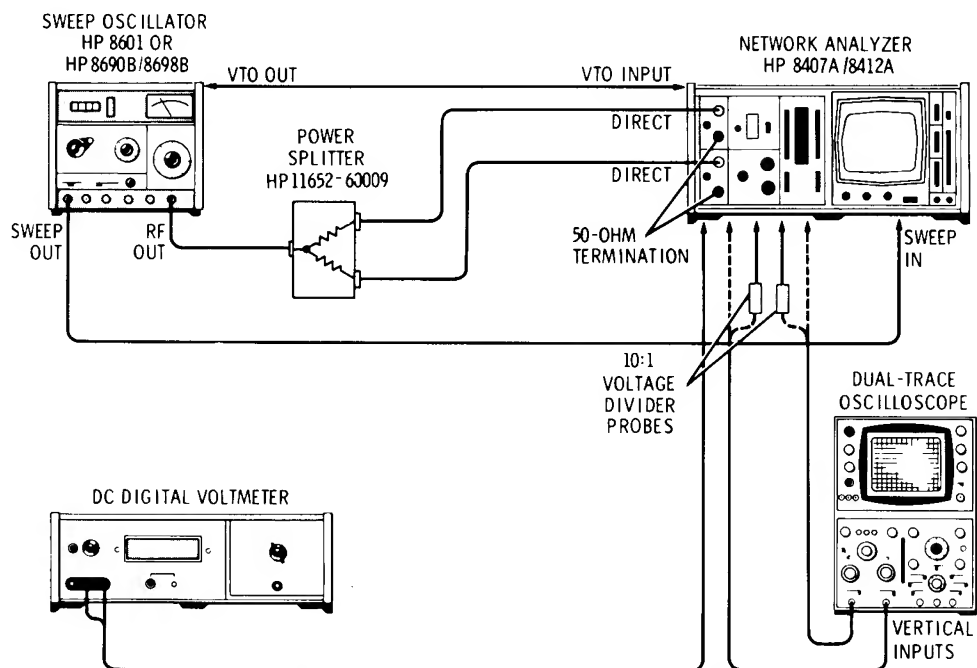 SWEEP OSCILLATOR
HP 8601 OR
HP 8690B/8698B
NETWORK ANALYZER
HP 8407A/8412A
VTO OUT
VTO INPUT
DIRECT
POWER
SPLITTER
HP 11652-60009
DIRECT
SWEEP
OUT
RF
OUT
50-OHM
TERMINATION
SWEEP
IN
10:1
VOLTAGE
DIVIDER
PROBES
DUAL-TRACE
OSCILLOSCOPE
DC DIGITAL VOLTMETER
VERTICAL
INPUTS